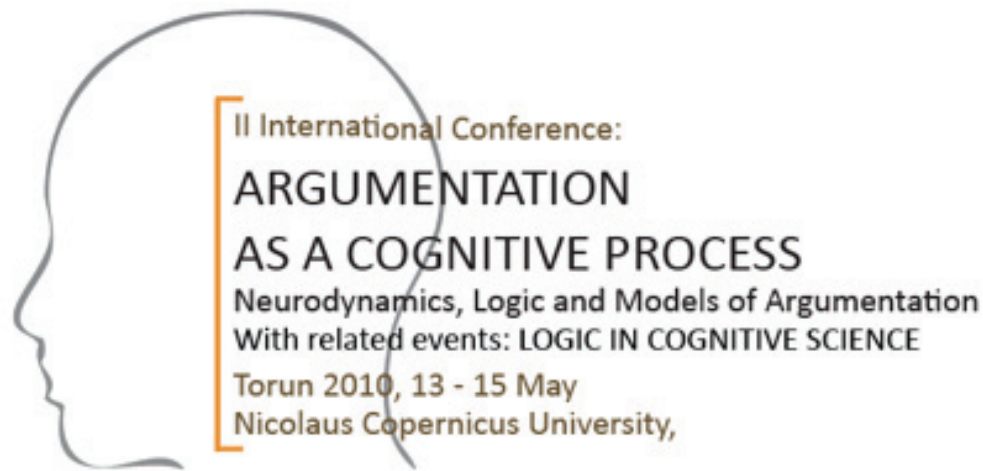 II International Conference:
ARGUMENTATION
AS A COGNITIVE PROCESS
Neurodynamics, Logic and Models of Argumentation
With related events: LOGIC IN COGNITIVE SCIENCE
Torun 2010, 13 - 15 May
Nicolaus Copernicus University,